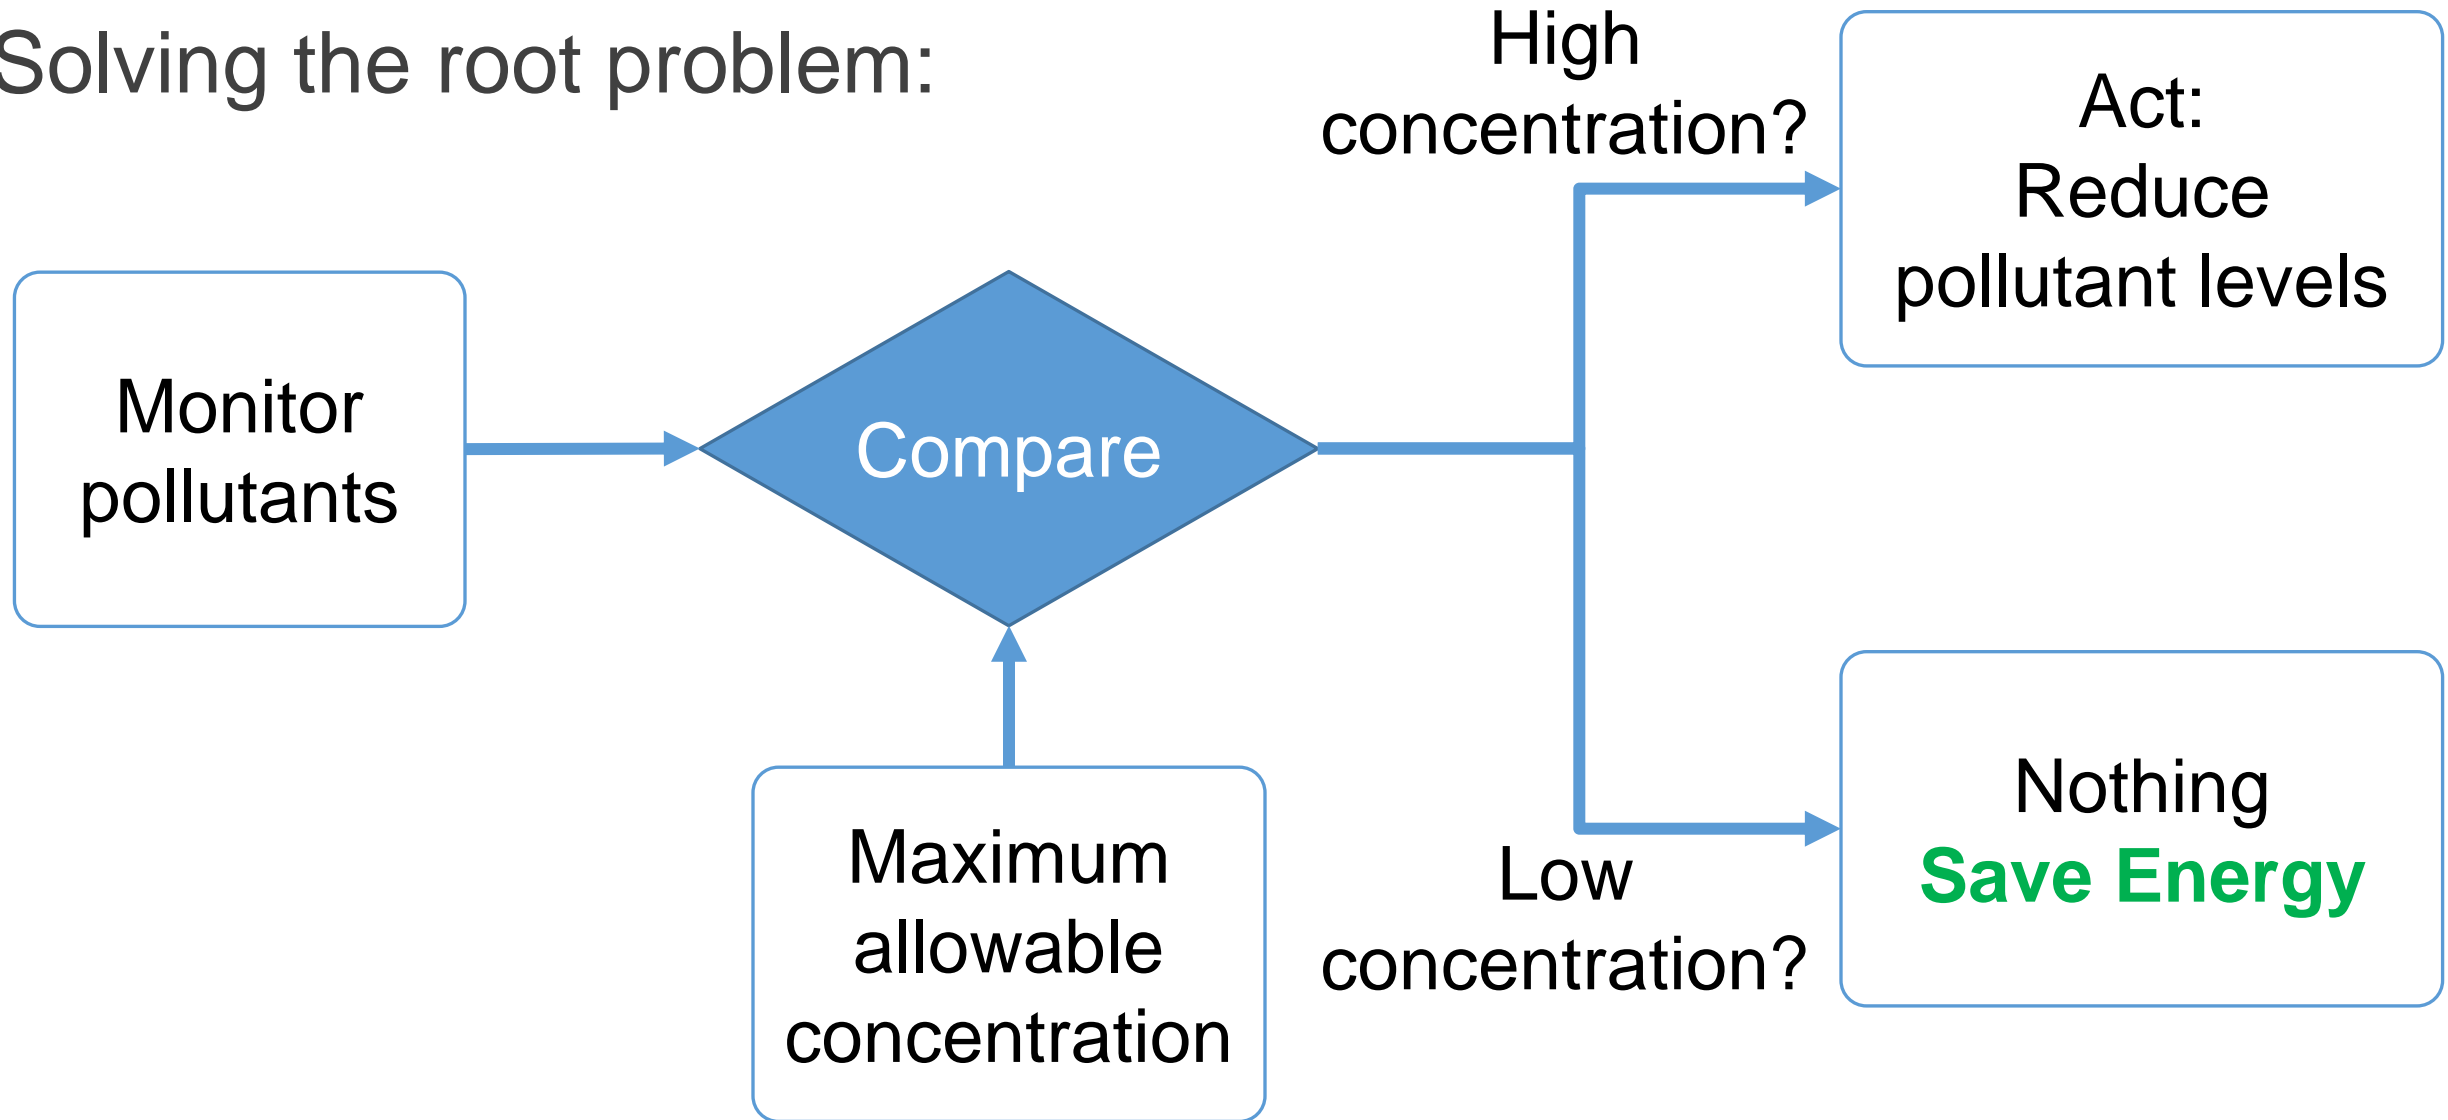 Solving the root problem:
High
concentration?
Act:
Reduce
pollutant levels
Monitor
pollutants
Compare
Maximum
allowable
concentration
Low
concentration?
Nothing
Save Energy